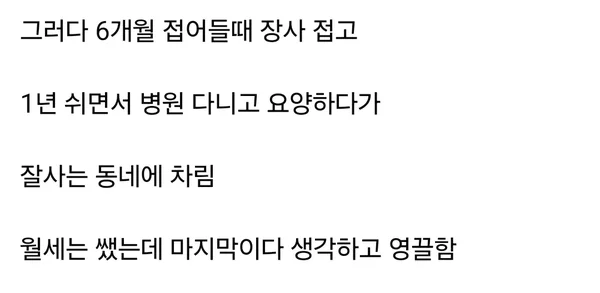 그러다 6개월 접어들때 장사 접고
1년 쉬면서 병원 다니고 요양하다가
잘사는 동네에 차림
월세는 쌨는데 마지막이다 생각하고 영끌함